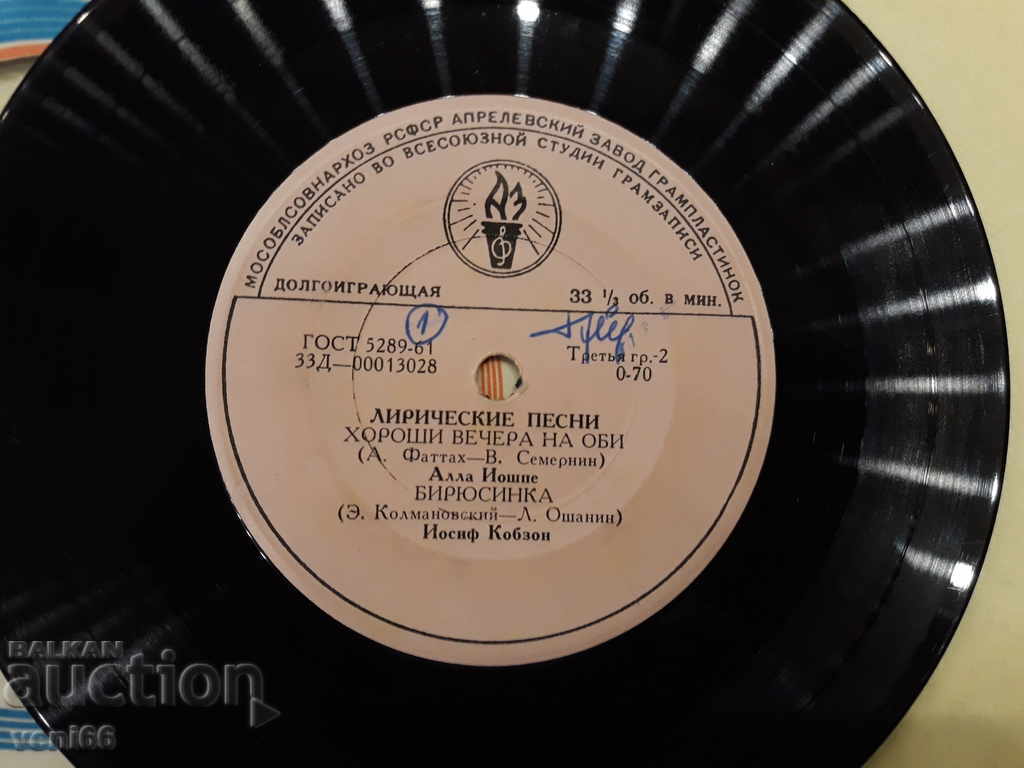 МОСОБЛСОВНАРХОЗ РСФСР АПРЕЛЕВСКИЙ ЗАВОД ГРАМПЛАСТИНОК
ЗАПИСАНО ВО ВСЕСОЮЗНОЙ СТУДИИ ГРАМЗАПИСИ
АЗ
ДОЛГОИГРАЮЩАЯ
33 1/3 об. в мин.
1
ГОСТ 5289-61
33Д—00013028
Третья гр.-2
0-70
ЛИРИЧЕСКИЕ ПЕСНИ
ХОРОШИ ВЕЧЕРА НА ОБИ
(А. Фаттах—В. Семернин)
Алла Иошпе
БИРЮСИНКА
(Э. Колмановский—Л. Ошанин)
Иосиф Кобзон
BALKAN
auction
veni66